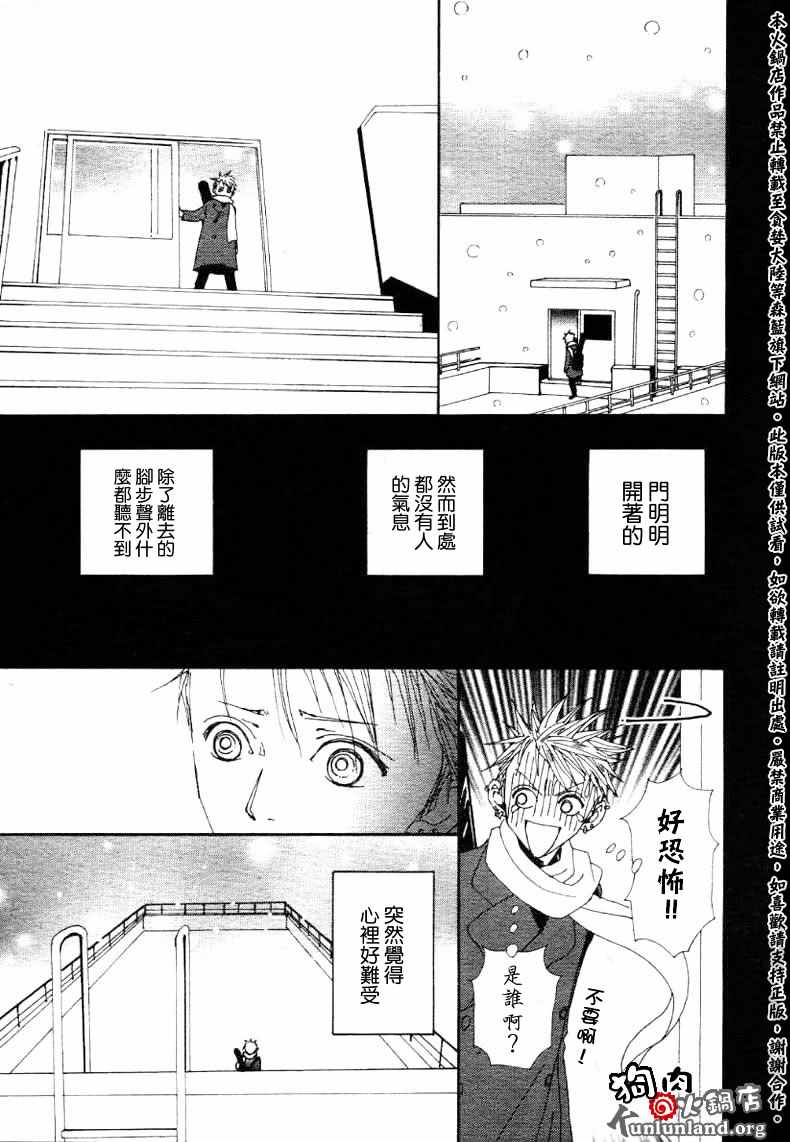 門明明
開著的
然而到處
都沒有人
的氣息
除了離去的
腳步聲外什
麼都聽不到
好恐怖!!
是誰啊?
不要啊!
突然覺得
心裡好難受
本火鍋店作品禁止轉載至貪婪大陸等森藍旗下網站。此版本僅供試看,如欲轉載請註明出處。嚴禁商業用途,如喜歡請支持正版,謝謝合作。
狗肉
火鍋店
Kunlunland.org